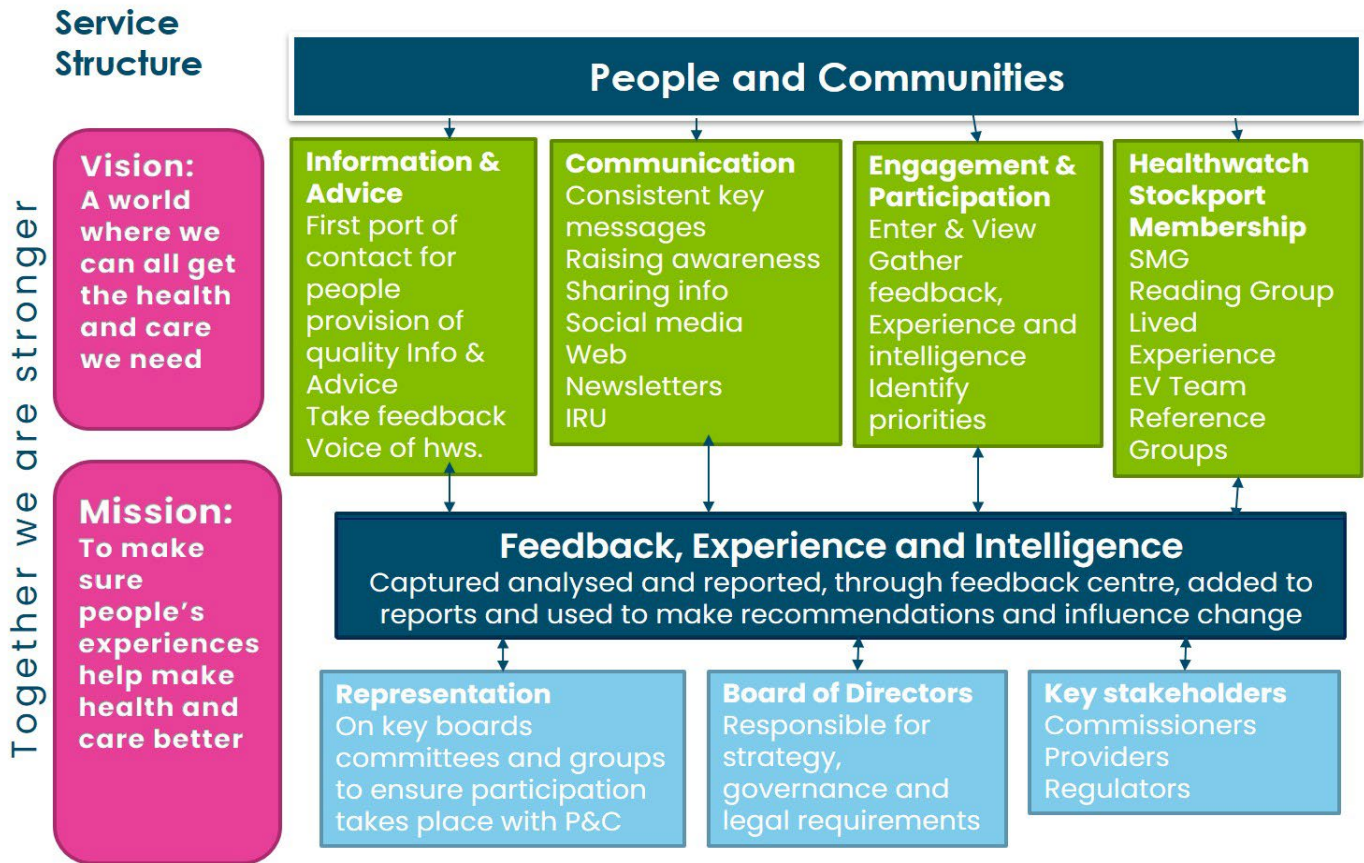 Service
Structure
People and Communities
Together we are stronger
Vision:
A world
where we
can all get
the health
and care
we need
Mission:
To make
sure
people's
experiences
help make
health and
care better
Information &
Advice
First port of
contact for
people
provision of
quality Info &
Advice
Take feedback
Voice of hws.
Communication
Consistent key
messages
Raising awareness
Sharing info
Social media
Web
Newsletters
IRU
Engagement &
Participation
Enter & View
Gather
feedback,
Experience and
intelligence
Identify
priorities
Healthwatch
Stockport
Membership
SMG
Reading Group
Lived
Experience
EV Team
Reference
Groups
Feedback, Experience and Intelligence
Captured analysed and reported, through feedback centre, added to
reports and used to make recommendations and influence change
Representation
On key boards
committees and groups
to ensure participation
takes place with P&C
Board of Directors
Responsible for
strategy,
governance and
legal requirements
Key stakeholders
Commissioners
Providers
Regulators